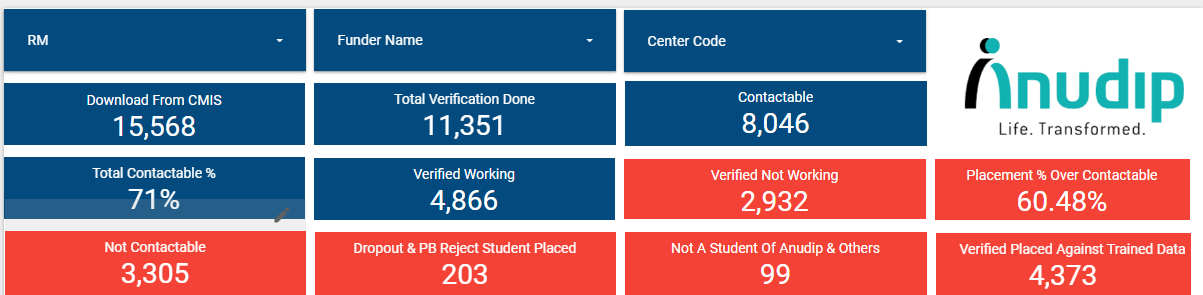 RM
Funder Name
Center Code
Anudip
Life. Transformed.
Download From CMIS
15,568
Total Verification Done
11,351
Contactable
8,046
Total Contactable %
71%
Verified Working
4,866
Verified Not Working
2,932
Placement % Over Contactable
60.48%
Not Contactable
3,305
Dropout & PB Reject Student Placed
203
Not A Student Of Anudip & Others
99
Verified Placed Against Trained Data
4,373